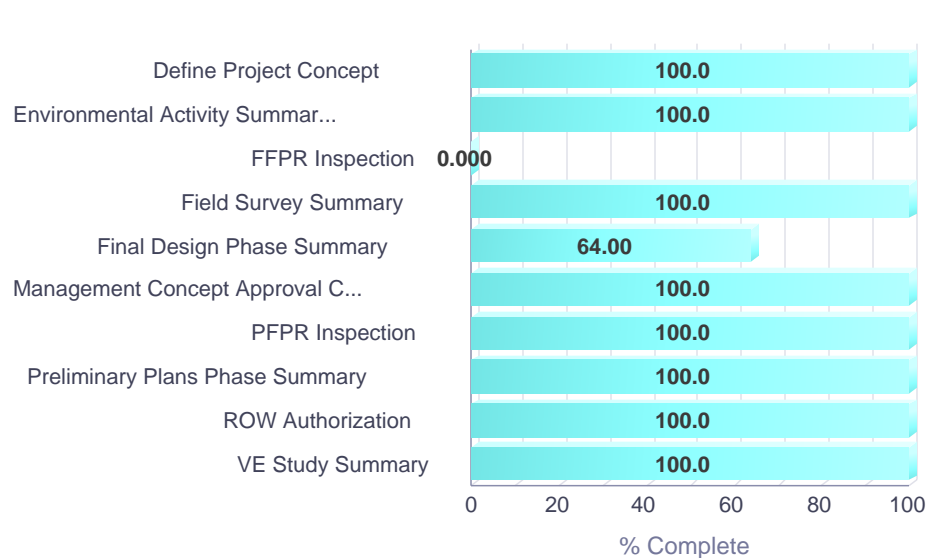 Define Project Concept 100.0
Environmental Activity Summar... 100.0
FFPR Inspection 0.000
Field Survey Summary 100.0
Final Design Phase Summary 64.00
Management Concept Approval C... 100.0
PFPR Inspection 100.0
Preliminary Plans Phase Summary 100.0
ROW Authorization 100.0
VE Study Summary 100.0
0 20 40 60 80 100
% Complete